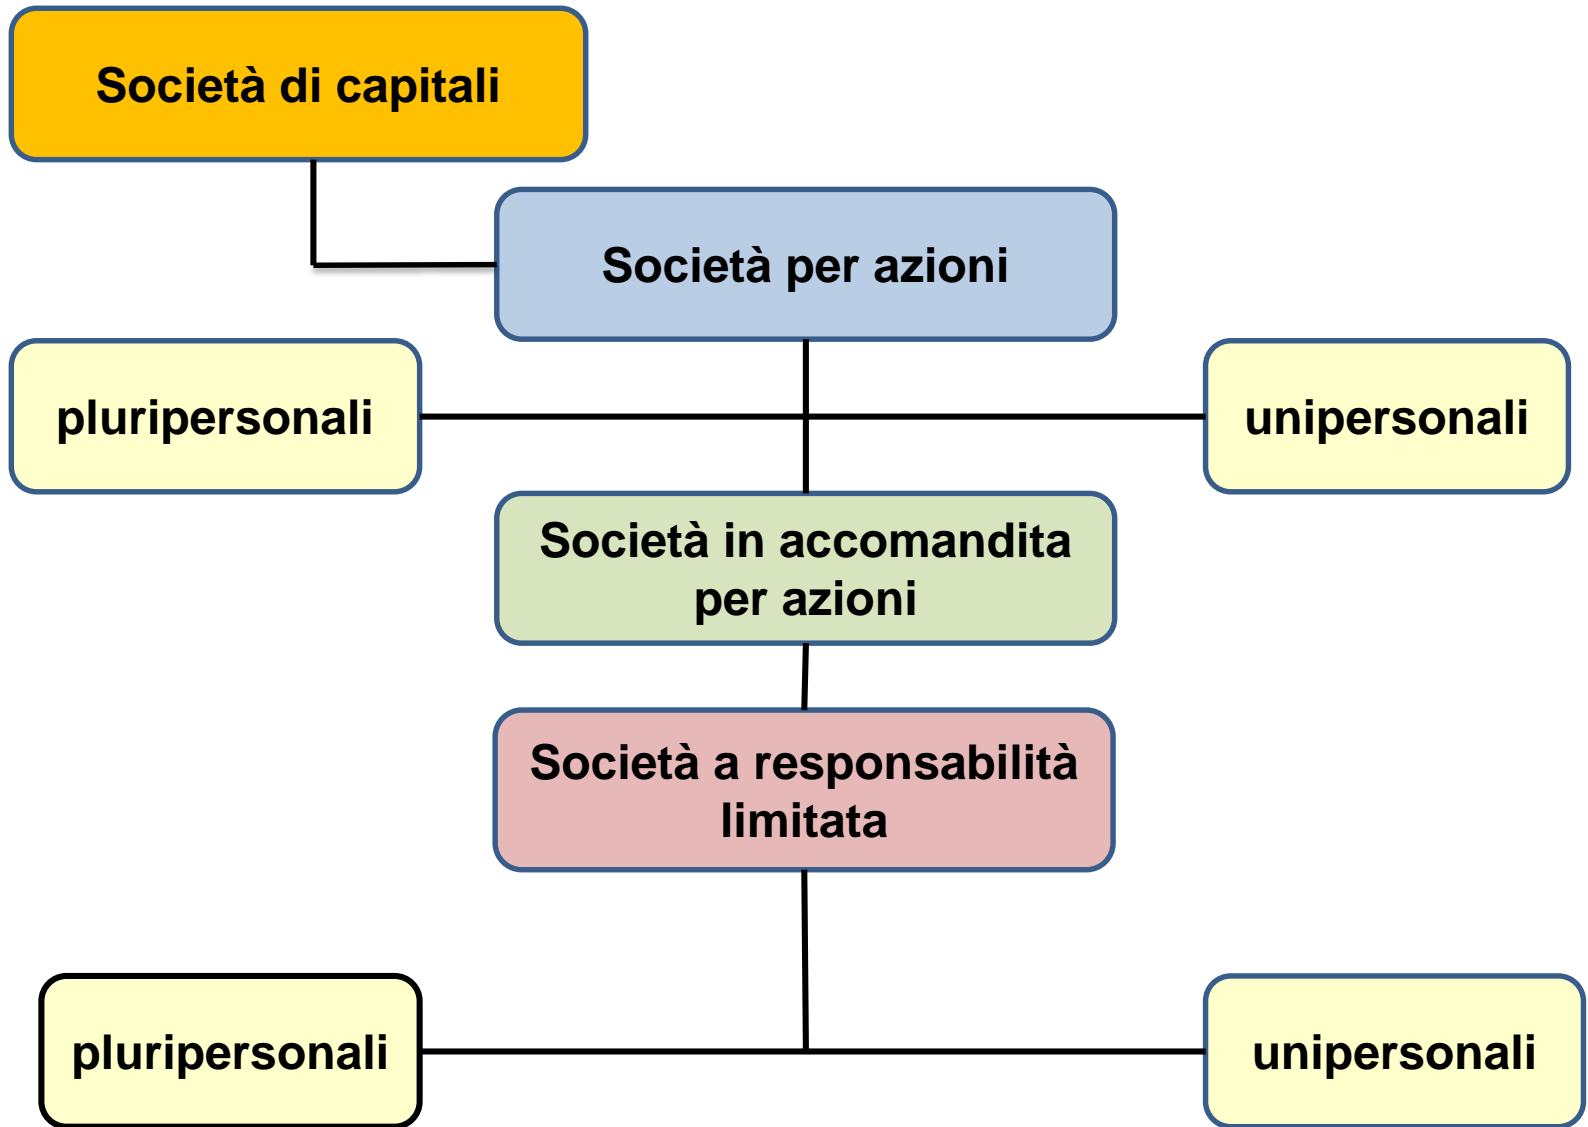 Società di capitali
Società per azioni
pluripersonali
unipersonali
Società in accomandita
per azioni
Società a responsabilità
limitata
pluripersonali
unipersonali